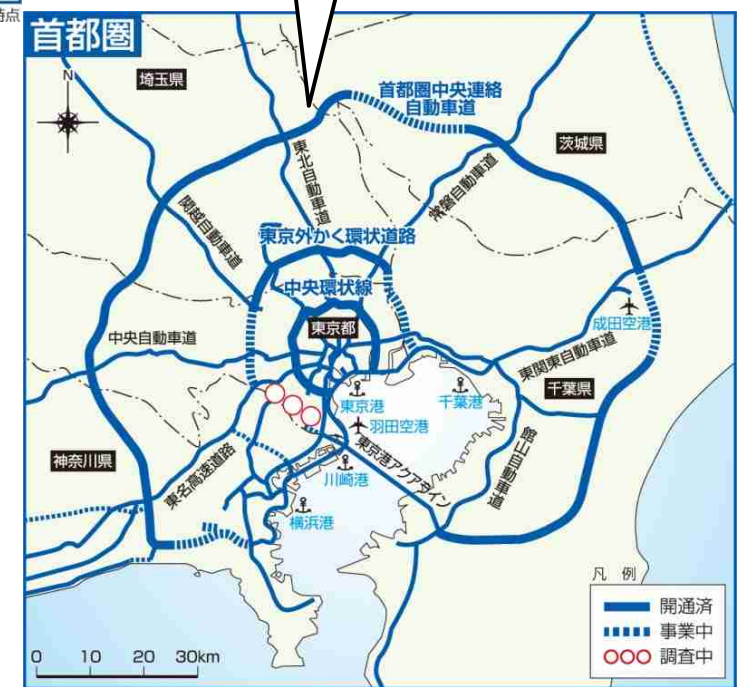 時点
首都圏
N
埼玉県
首都圏中央連絡
自動車道
茨城県
東北自動車道
常磐自動車道
関越自動車道
東京外かく環状道路
中央環状線
成田空港
東京都
中央自動車道
東関東自動車道
千葉県
東京港
千葉港
羽田空港
神奈川県
東名高速道路
東京港アクアライン
館山自動車道
川崎港
横浜港
凡 例
開通済
事業中
調査中
0 10 20 30km